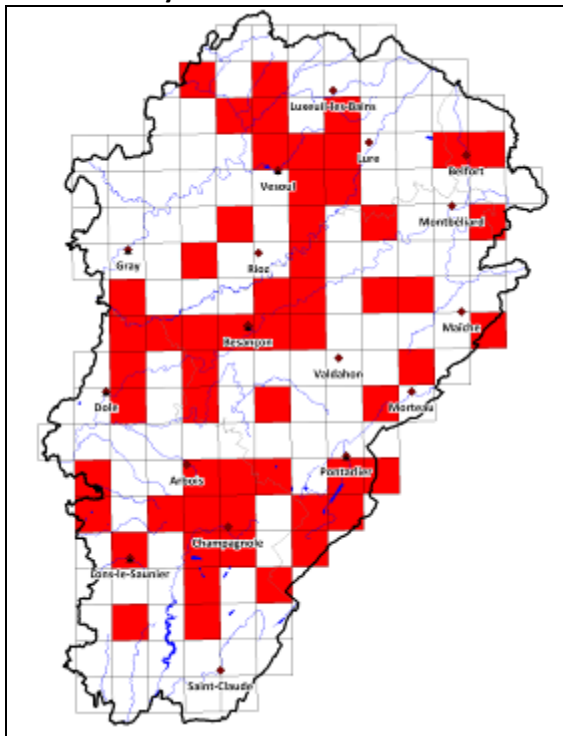 Luxeuil-les-Bains
Lure
Belfort
Vesoul
Montbéliard
Gray
Rioz
Maîche
Besançon
Valdahon
Dole
Morteau
Pontarlier
Arbois
Champagnole
Lons-le-Saunier
Saint-Claude